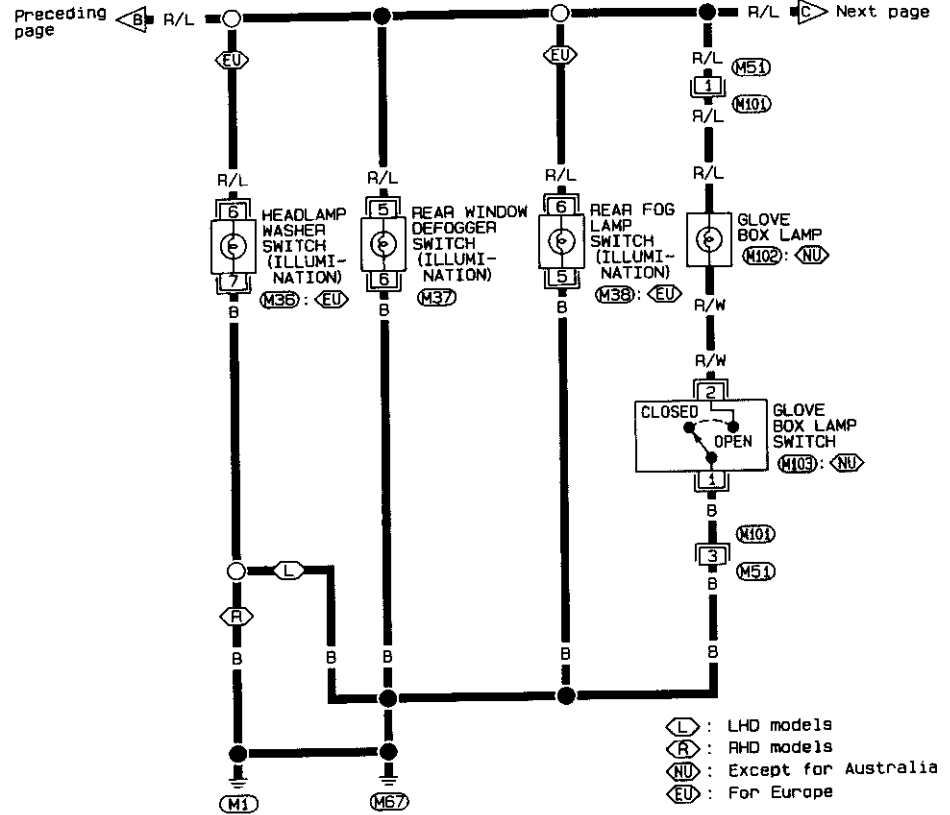 Preceding page
B
R/L
R/L
C
Next page
EU
EU
R/L
M51
1
M101
R/L
R/L
R/L
R/L
R/L
6
HEADLAMP
WASHER
SWITCH
(ILLUMI-
NATION)
7
M36: EU
B
5
REAR WINDOW
DEFOGGER
SWITCH
(ILLUMI-
NATION)
6
M37
B
6
REAR FOG
LAMP
SWITCH
(ILLUMI-
NATION)
5
M38: EU
B
GLOVE
BOX LAMP
M102: NU
R/W
R/W
2
CLOSED
OPEN
GLOVE
BOX LAMP
SWITCH
M103: NU
1
B
M101
3
M51
B
L
R
B
B
B
B
B
M1
M67
L : LHD models
R : RHD models
NU : Except for Australia
EU : For Europe